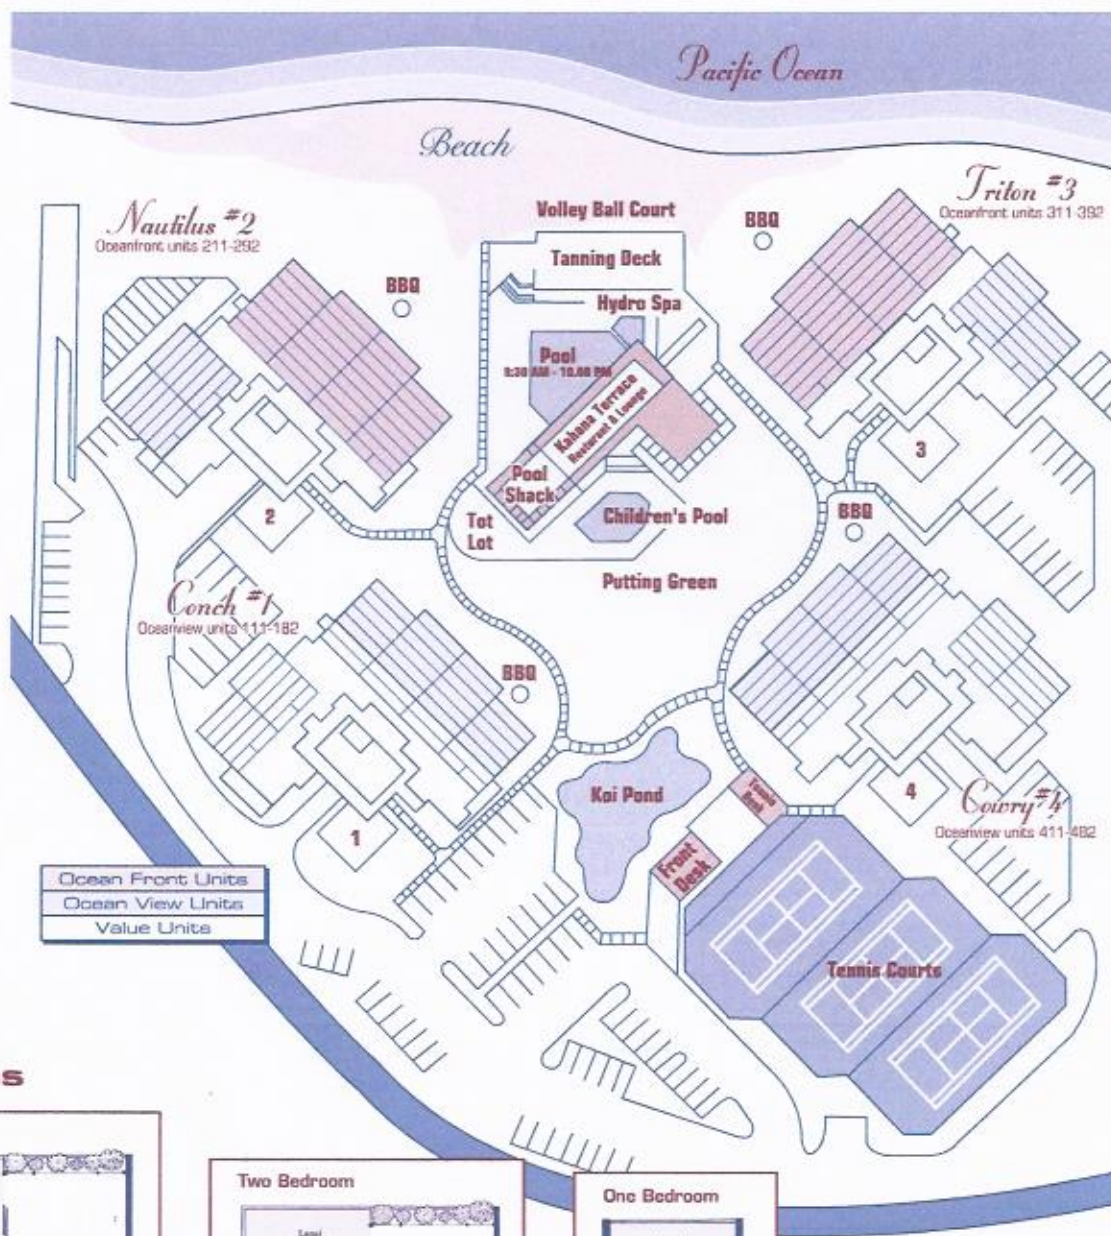 Pacific Ocean
Beach
Triton #3
Oceanfront units 311-392
Nautilus #2
Oceanfront units 211-292
Volley Ball Court
BBQ
Tanning Deck
BBQ
Hydro Spa
Pool
Kahana Terrace
Pool
Shack
3
2
Tot
Lot
Children's Pool
BBQ
Putting Green
Conch #1
Oceanview units 111-182
BBQ
Koi Pond
4
Cowry #4
Oceanview units 411-482
1
Front
Desk
Ocean Front Units
Ocean View Units
Value Units
Tennis Courts
s
Two Bedroom
Lanai
One Bedroom